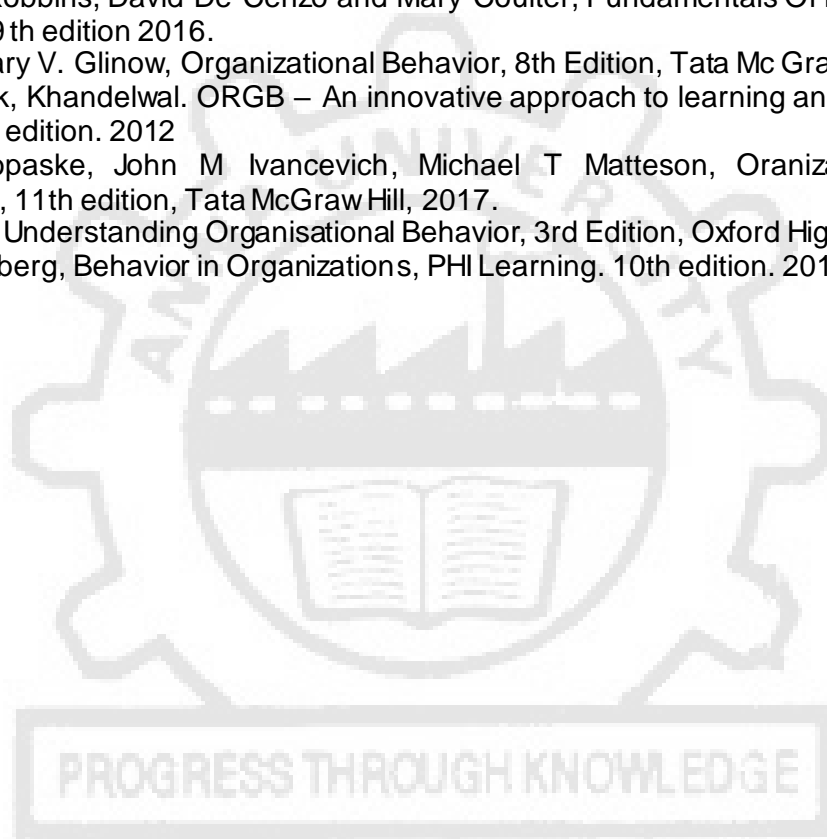 obbins, David De Cenzo and Mary Coulter, Fundamentals Of
9th edition 2016.
ary V. Glinow, Organizational Behavior, 8th Edition, Tata Mc Gra
k, Khandelwal. ORGB – An innovative approach to learning an
edition. 2012
opaske, John M Ivancevich, Michael T Matteson, Oraniza
, 11th edition, Tata McGraw Hill, 2017.
Understanding Organisational Behavior, 3rd Edition, Oxford Hig
berg, Behavior in Organizations, PHI Learning. 10th edition. 201
ANNA UNIVERSITY
PROGRESS THROUGH KNOWLEDGE